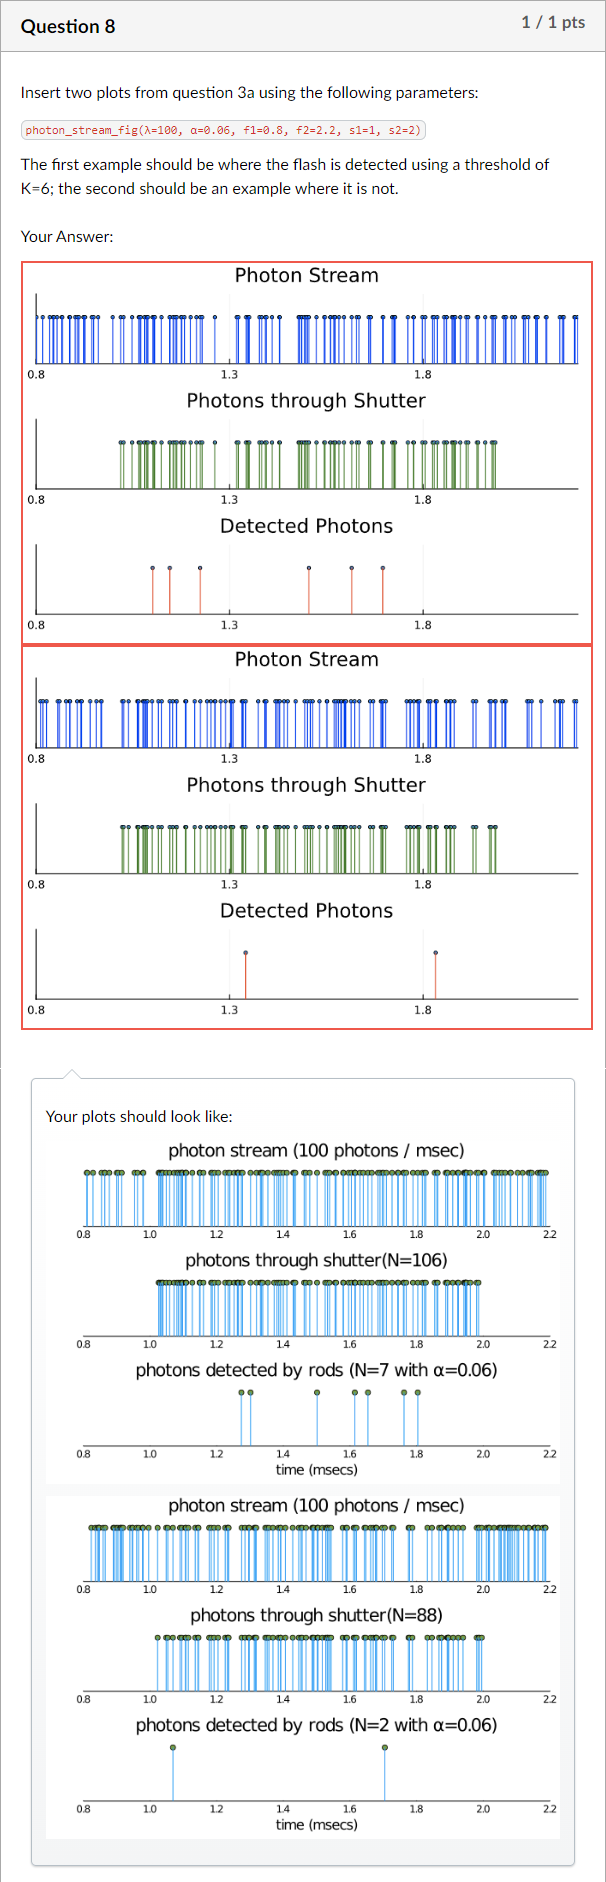 Question 8
1 / 1 pts
Insert two plots from question 3a using the following parameters:
photon_stream_fig(λ=100, α=0.06, f1=0.8, f2=2.2, s1=1, s2=2)
The first example should be where the flash is detected using a threshold of
K=6; the second should be an example where it is not.
Your Answer:
Photon Stream
0.8 1.3 1.8
Photons through Shutter
0.8 1.3 1.8
Detected Photons
0.8 1.3 1.8
Photon Stream
0.8 1.3 1.8
Photons through Shutter
0.8 1.3 1.8
Detected Photons
0.8 1.3 1.8
Your plots should look like:
photon stream (100 photons / msec)
0.8 1.0 1.2 1.4 1.6 1.8 2.0 2.2
photons through shutter(N=106)
0.8 1.0 1.2 1.4 1.6 1.8 2.0 2.2
photons detected by rods (N=7 with α=0.06)
0.8 1.0 1.2 1.4 1.6 1.8 2.0 2.2
time (msecs)
photon stream (100 photons / msec)
0.8 1.0 1.2 1.4 1.6 1.8 2.0 2.2
photons through shutter(N=88)
0.8 1.0 1.2 1.4 1.6 1.8 2.0 2.2
photons detected by rods (N=2 with α=0.06)
0.8 1.0 1.2 1.4 1.6 1.8 2.0 2.2
time (msecs)